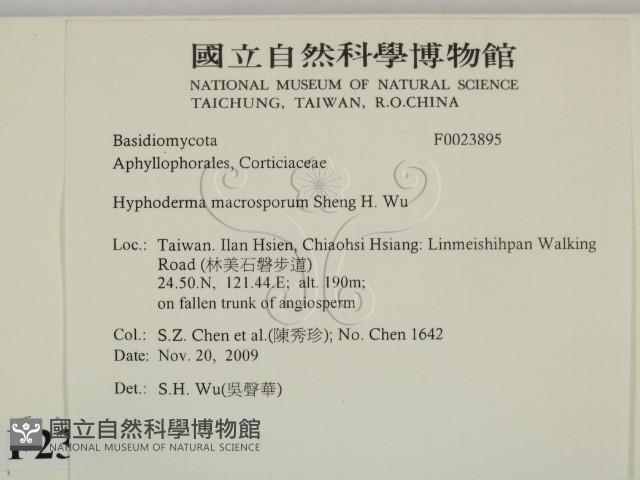 國立自然科學博物館
NATIONAL MUSEUM OF NATURAL SCIENCE
TAICHUNG, TAIWAN, R.O.CHINA
Basidiomycota F0023895
Aphyllophorales, Corticiaceae
Hyphoderma macrosporum Sheng H. Wu
Loc.: Taiwan. Ilan Hsien, Chiaohsi Hsiang: Linmeishihpan Walking
Road (林美石磐步道)
24.50.N, 121.44.E; alt. 190m;
on fallen trunk of angiosperm
Col.: S.Z. Chen et al.(陳秀珍); No. Chen 1642
Date: Nov. 20, 2009
Det.: S.H. Wu(吳聲華)
國立自然科學博物館
NATIONAL MUSEUM OF NATURAL SCIENCE